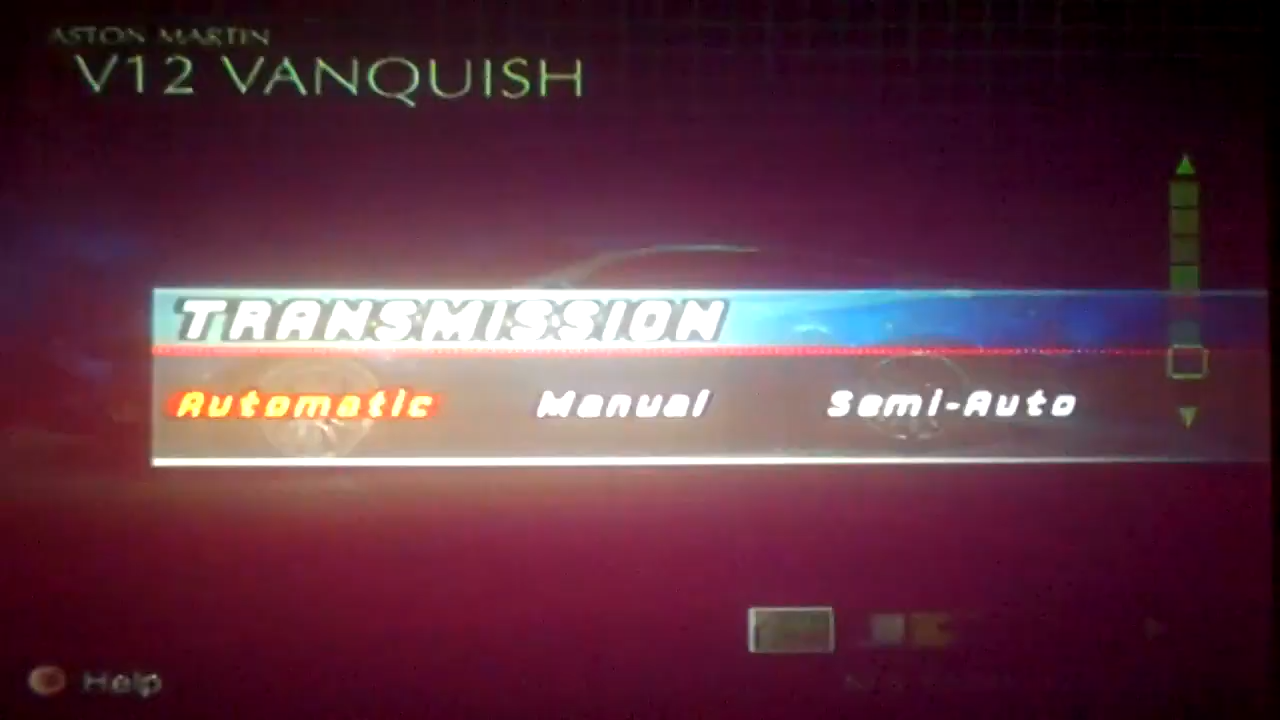 ASTON MARTIN
V12 VANQUISH
TRANSMISSION
Automatic Manual Semi-Auto
Help